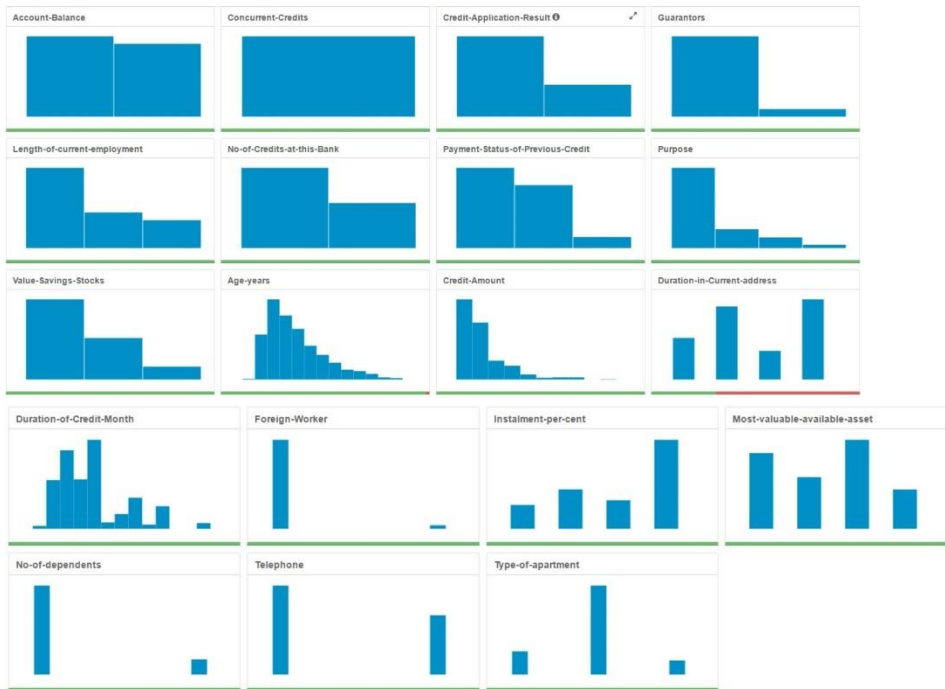 Account-Balance
Concurrent-Credits
Credit-Application-Result
Guarantors
Length-of-current-employment
No-of-Credits-at-this-Bank
Payment-Status-of-Previous-Credit
Purpose
Value-Savings-Stocks
Age-years
Credit-Amount
Duration-in-Current-address
Duration-of-Credit-Month
Foreign-Worker
Instalment-per-cent
Most-valuable-available-asset
No-of-dependents
Telephone
Type-of-apartment